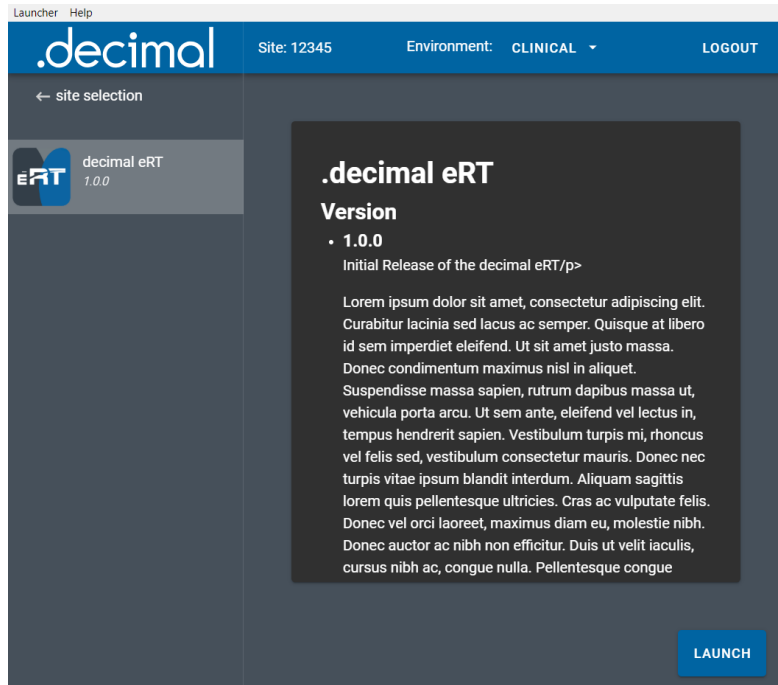 Launcher Help
.decimal
Site: 12345
Environment: CLINICAL
LOGOUT
← site selection
eRT
decimal eRT
1.0.0
.decimal eRT
Version
• 1.0.0
Initial Release of the decimal eRT/p>
Lorem ipsum dolor sit amet, consectetur adipiscing elit.
Curabitur lacinia sed lacus ac semper. Quisque at libero
id sem imperdiet eleifend. Ut sit amet justo massa.
Donec condimentum maximus nisl in aliquet.
Suspendisse massa sapien, rutrum dapibus massa ut,
vehicula porta arcu. Ut sem ante, eleifend vel lectus in,
tempus hendrerit sapien. Vestibulum turpis mi, rhoncus
vel felis sed, vestibulum consectetur mauris. Donec nec
turpis vitae ipsum blandit interdum. Aliquam sagittis
lorem quis pellentesque ultricies. Cras ac vulputate felis.
Donec vel orci laoreet, maximus diam eu, molestie nibh.
Donec auctor ac nibh non efficitur. Duis ut velit iaculis,
cursus nibh ac, congue nulla. Pellentesque congue
LAUNCH